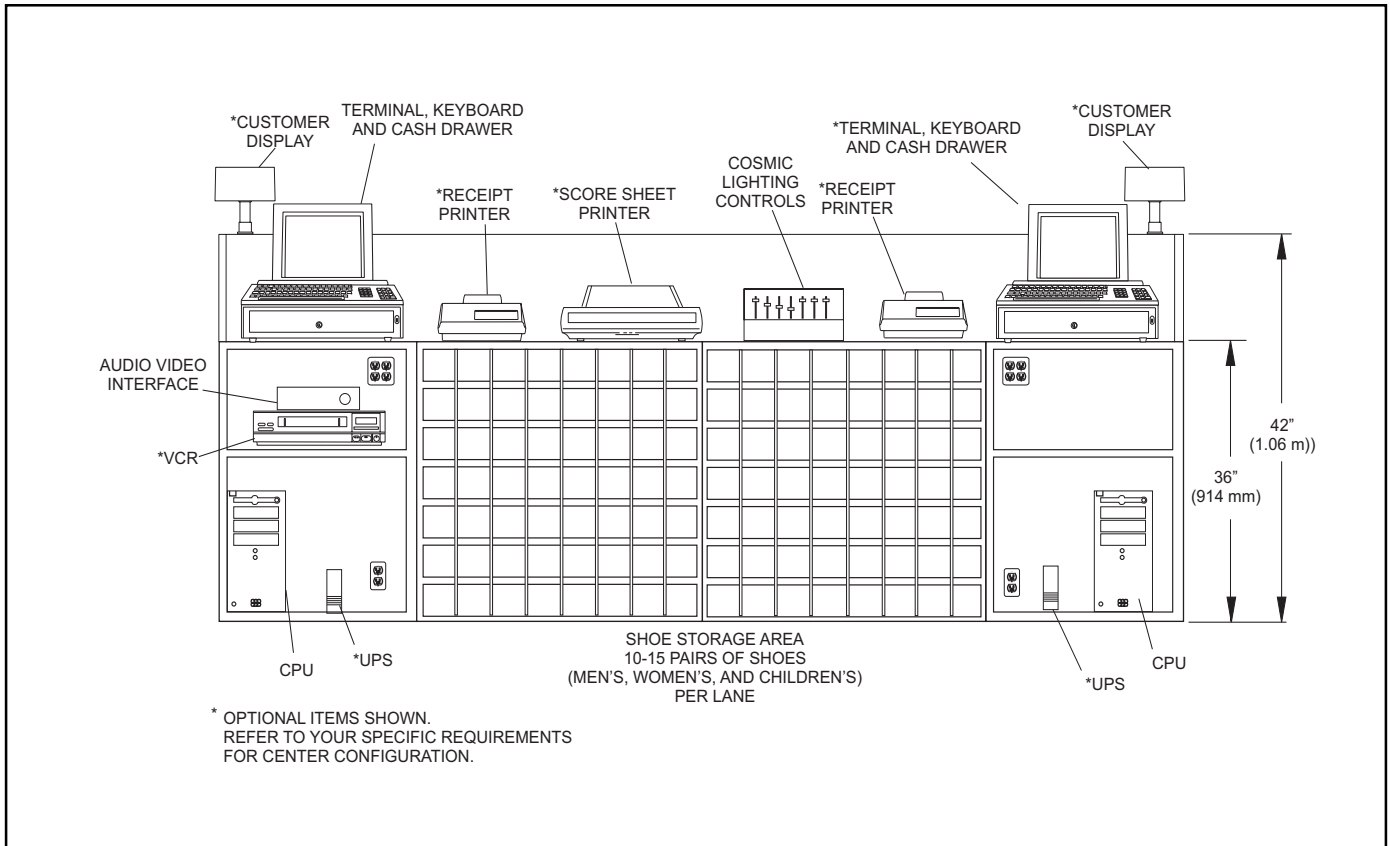 *CUSTOMER
DISPLAY
TERMINAL, KEYBOARD
AND CASH DRAWER
*RECEIPT
PRINTER
*SCORE SHEET
PRINTER
COSMIC
LIGHTING
CONTROLS
*RECEIPT
PRINTER
*TERMINAL, KEYBOARD
AND CASH DRAWER
*CUSTOMER
DISPLAY
AUDIO VIDEO
INTERFACE
*VCR
42”
(1.06 m))
36”
(914 mm)
CPU
*UPS
SHOE STORAGE AREA
10-15 PAIRS OF SHOES
(MEN’S, WOMEN’S, AND CHILDREN’S)
PER LANE
*UPS
CPU
* OPTIONAL ITEMS SHOWN.
REFER TO YOUR SPECIFIC REQUIREMENTS
FOR CENTER CONFIGURATION.